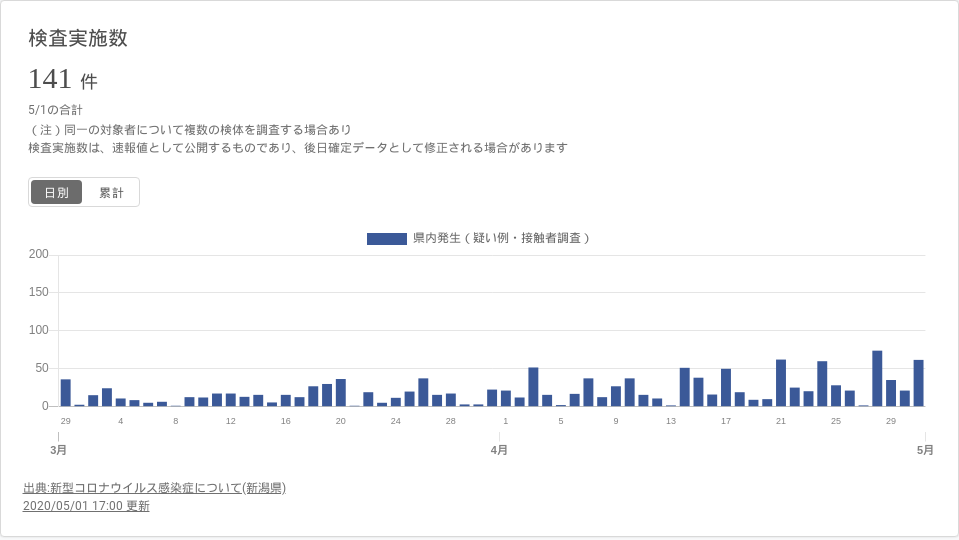 検査実施数
141 件
5/1の合計
（注）同一の対象者について複数の検体を調査する場合あり
検査実施数は、速報値として公開するものであり、後日確定データとして修正される場合があります
日別 累計
県内発生（疑い例・接触者調査）
200
150
100
50
0
29 4 8 12 16 20 24 28 1 5 9 13 17 21 25 29
3月 4月 5月
出典:新型コロナウイルス感染症について(新潟県)
2020/05/01 17:00 更新